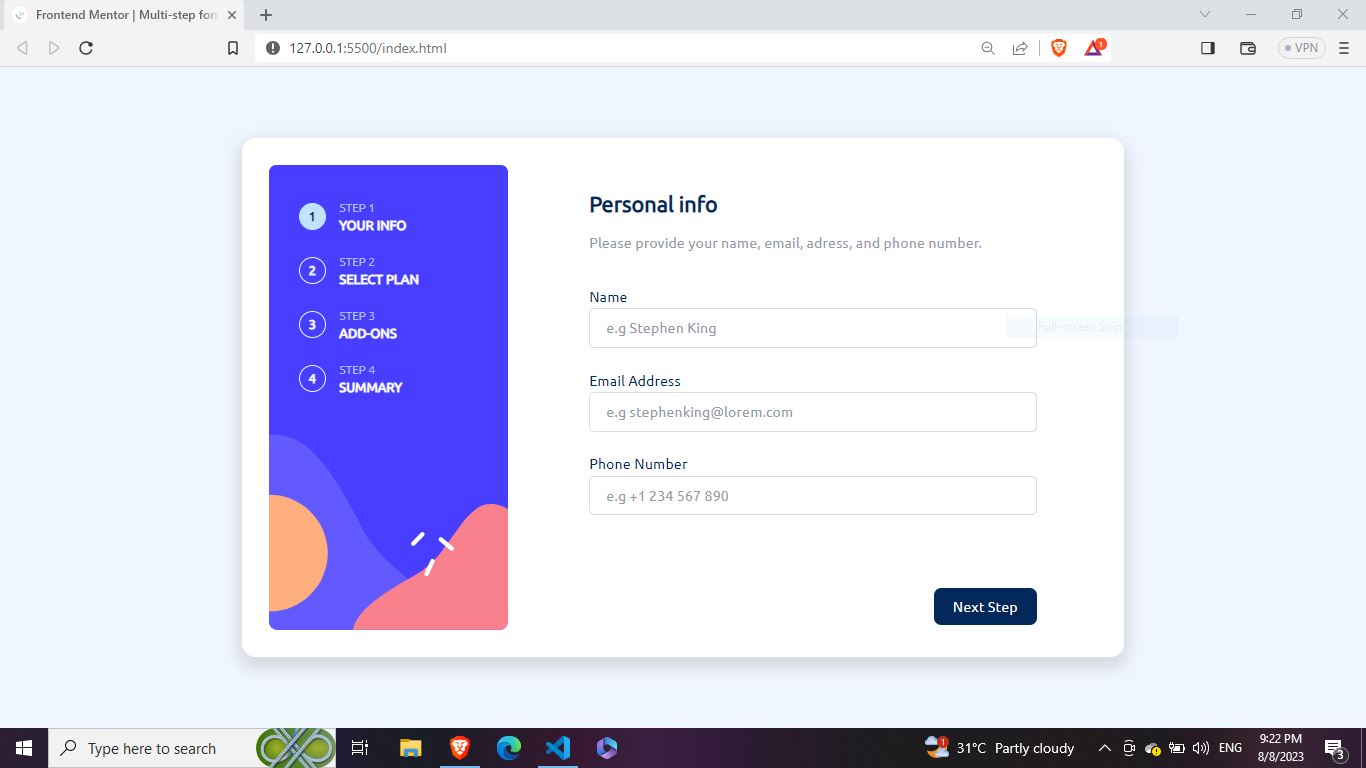 Frontend Mentor | Multi-step for
127.0.0.1:5500/index.html
1
VPN
1
STEP 1
YOUR INFO
2
STEP 2
SELECT PLAN
3
STEP 3
ADD-ONS
4
STEP 4
SUMMARY
Personal info
Please provide your name, email, adress, and phone number.
Name
e.g Stephen King
Full-screen Snip
Email Address
e.g stephenking@lorem.com
Phone Number
e.g +1 234 567 890
Next Step
Type here to search
1
31°C Partly cloudy
ENG
9:22 PM
8/8/2023
3